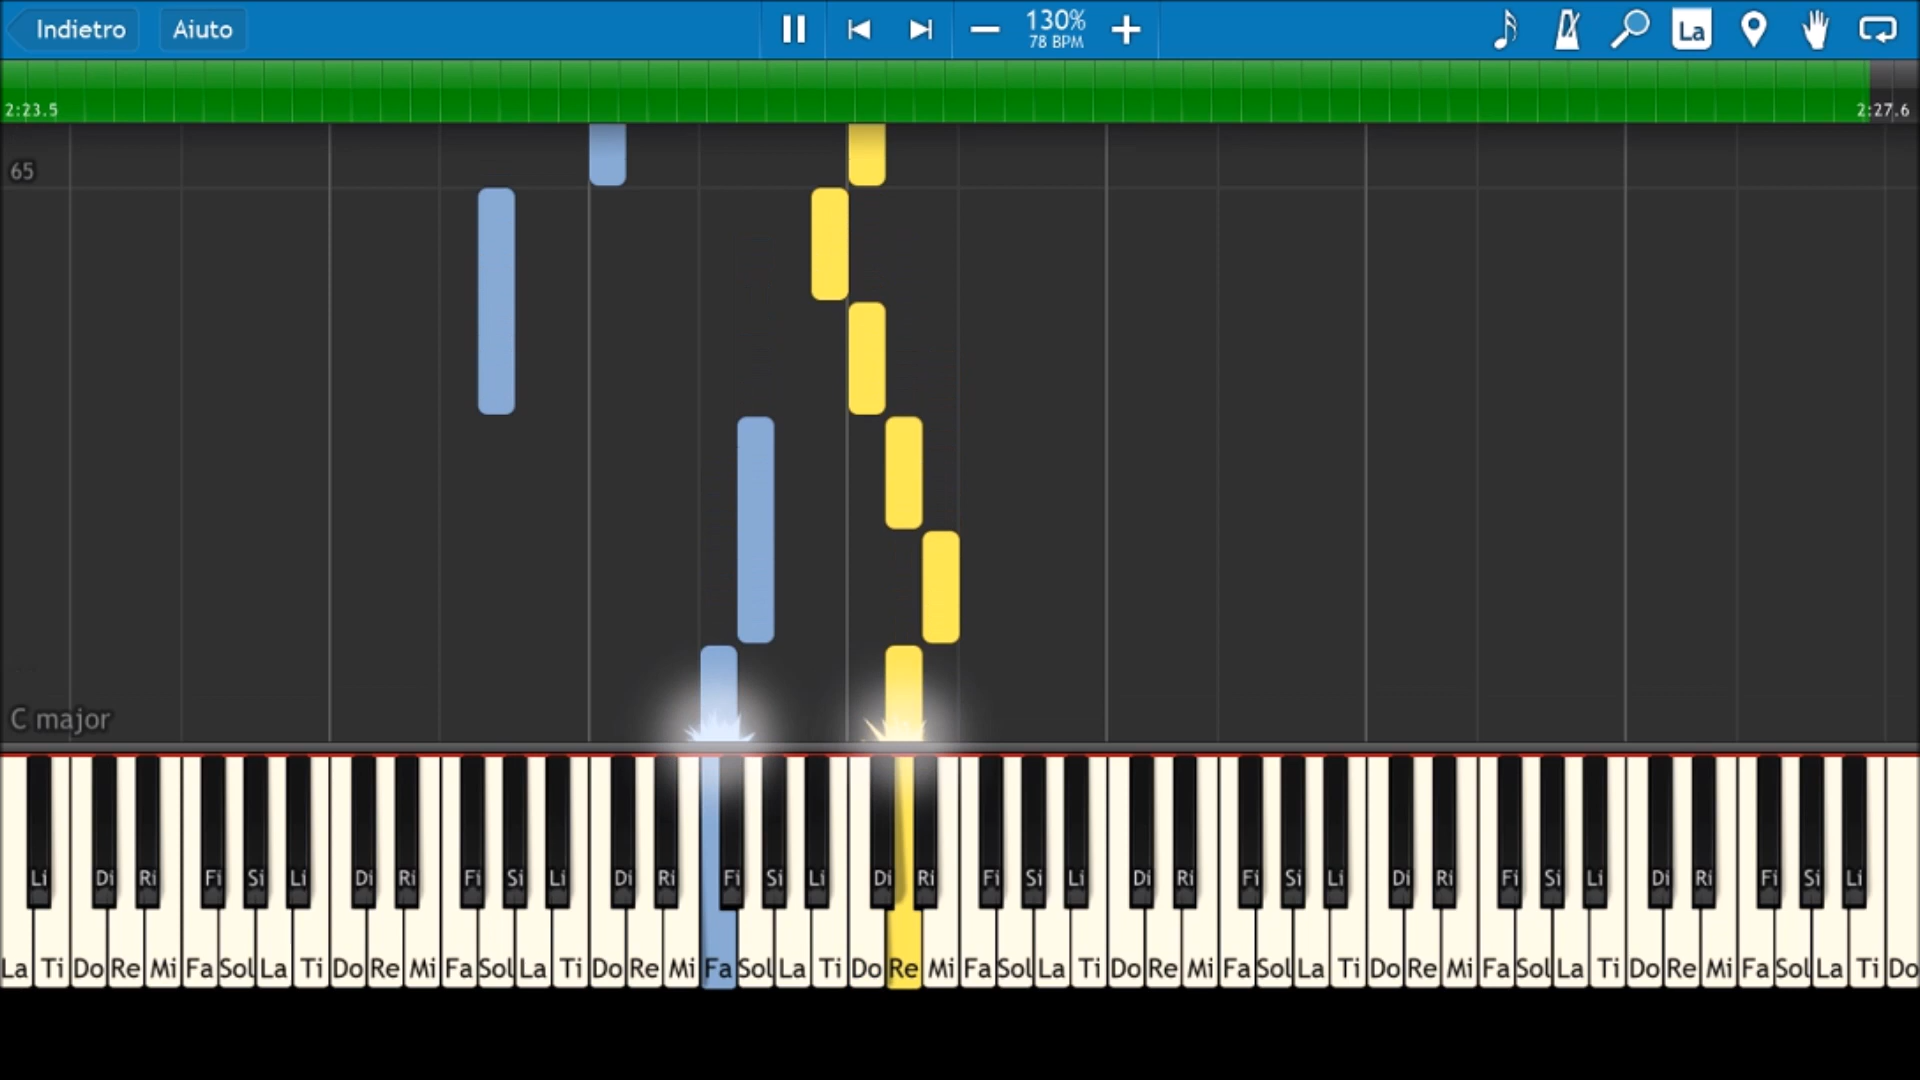 Indietro Aiuto 130% La
78 BPM
2:23.5 2:27.6
65
C major
Li Di Ri Fi Si Li Di Ri Fi Si Li Di Ri Fi Si Li Di Ri Fi Si Li Di Ri Fi Si Li Di Ri Fi Si Li Di Ri Fi Si Li
La Ti Do Re Mi Fa Sol La Ti Do Re Mi Fa Sol La Ti Do Re Mi Fa Sol La Ti Do Re Mi Fa Sol La Ti Do Re Mi Fa Sol La Ti Do Re Mi Fa Sol La Ti Do Re Mi Fa Sol La Ti Do